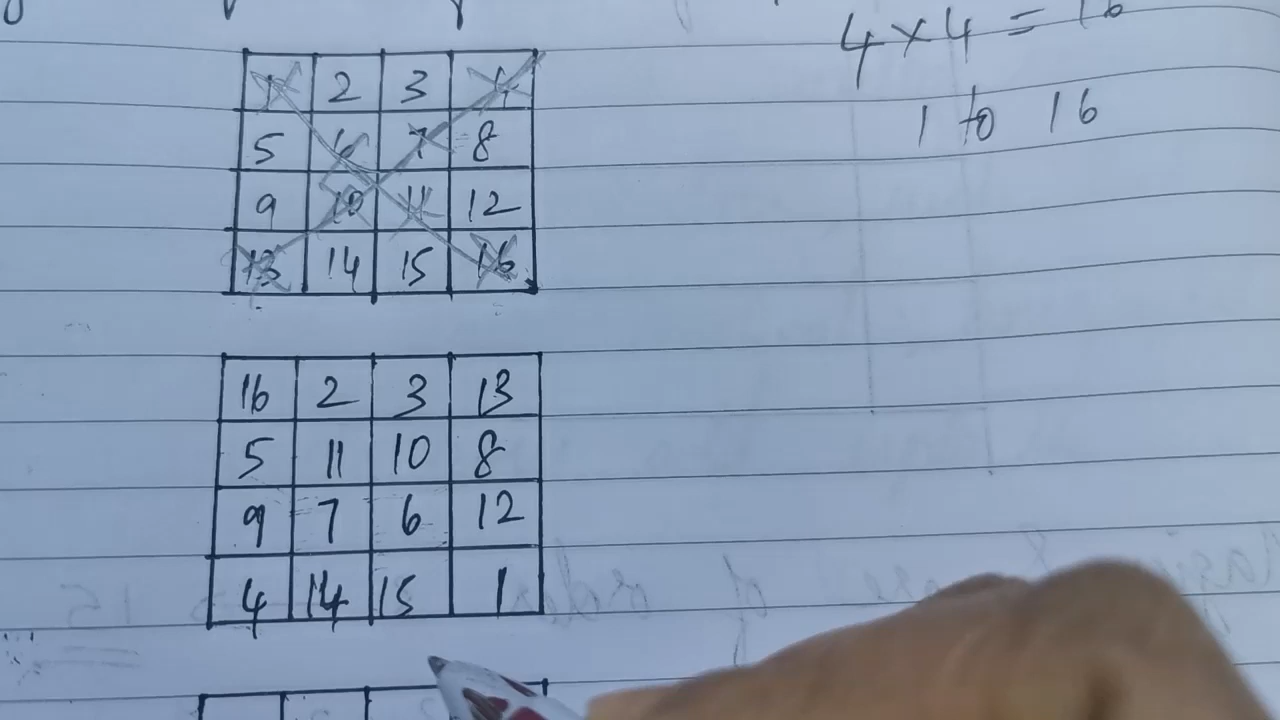 4 × 4 = 16
1 to 16
1 2 3 4
5 6 7 8
9 10 11 12
13 14 15 16
16 2 3 13
5 11 10 8
9 7 6 12
4 14 15 1